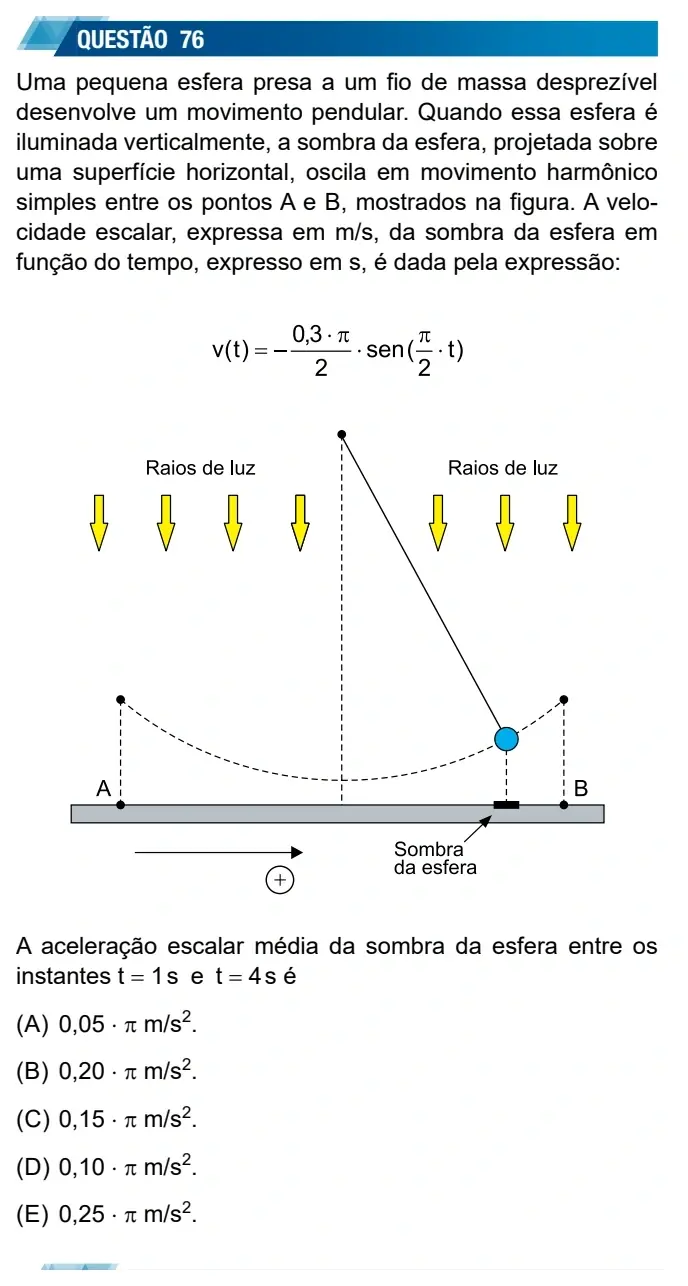 QUESTÃO 76
Uma pequena esfera presa a um fio de massa desprezível
desenvolve um movimento pendular. Quando essa esfera é
iluminada verticalmente, a sombra da esfera, projetada sobre
uma superfície horizontal, oscila em movimento harmônico
simples entre os pontos A e B, mostrados na figura. A velo-
cidade escalar, expressa em m/s, da sombra da esfera em
função do tempo, expresso em s, é dada pela expressão:
v(t) = −0,3 · π/2 · sen(π/2 · t)
Raios de luz Raios de luz
A B
Sombra
da esfera
+
A aceleração escalar média da sombra da esfera entre os
instantes t = 1 s e t = 4 s é
(A) 0,05 · π m/s².
(B) 0,20 · π m/s².
(C) 0,15 · π m/s².
(D) 0,10 · π m/s².
(E) 0,25 · π m/s².